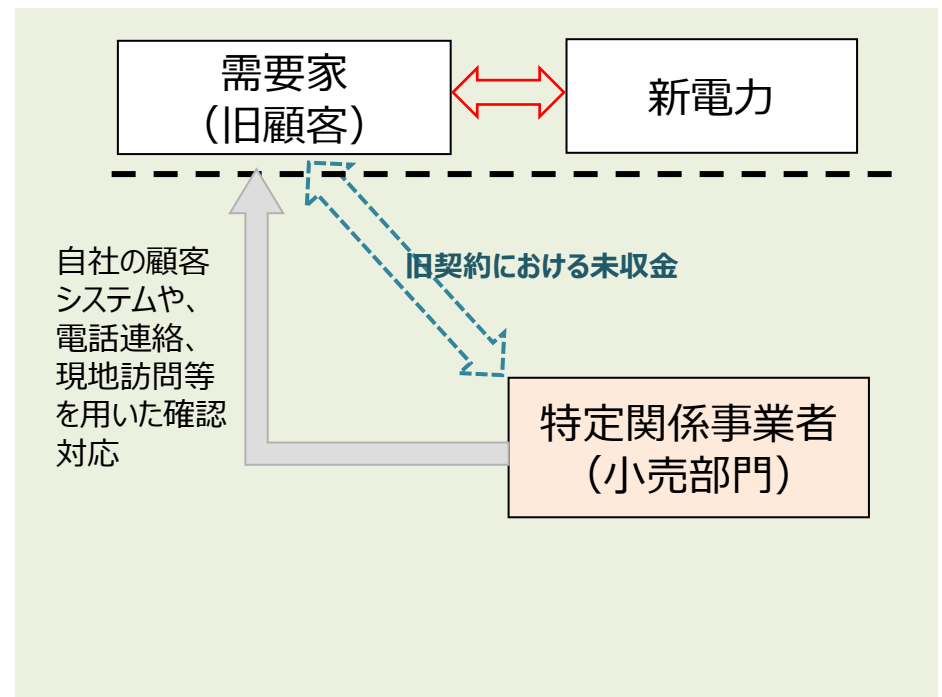 需要家
（旧顧客）
新電力
旧契約における未収金
自社の顧客
システムや、
電話連絡、
現地訪問等
を用いた確認
対応
特定関係事業者
（小売部門）